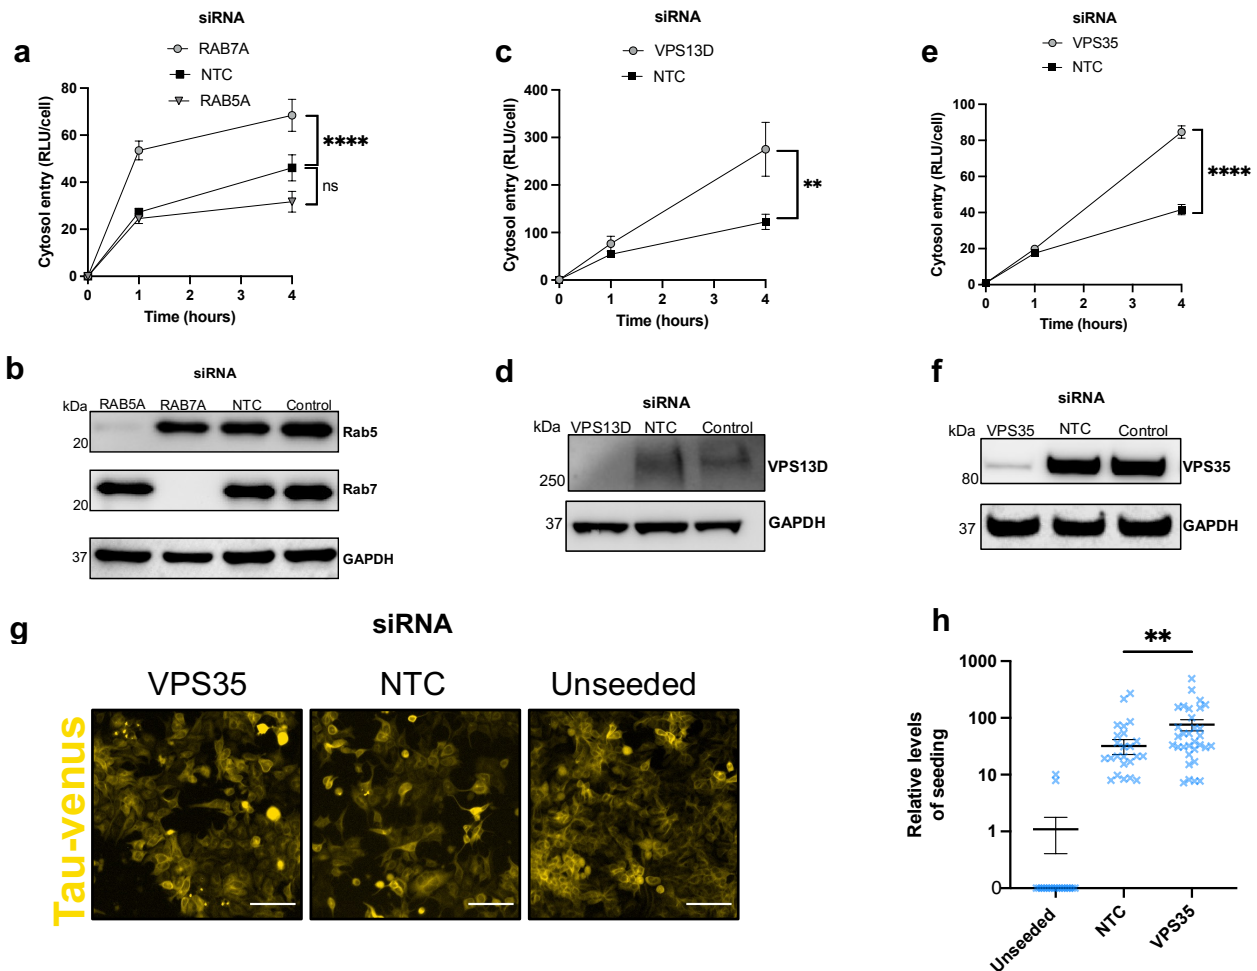 a
siRNA
RAB7A
NTC
RAB5A
80
60
40
20
0
Cytosol entry (RLU/cell)
****
ns
0 1 2 3 4
Time (hours)
c
siRNA
VPS13D
NTC
400
300
200
100
0
Cytosol entry (RLU/cell)
**
0 1 2 3 4
Time (hours)
e
siRNA
VPS35
NTC
100
80
60
40
20
0
Cytosol entry (RLU/cell)
****
0 1 2 3 4
Time (hours)
b
siRNA
kDa RAB5A RAB7A NTC Control
20 Rab5
20 Rab7
37 GAPDH
d
siRNA
kDa VPS13D NTC Control
250 VPS13D
37 GAPDH
f
siRNA
kDa VPS35 NTC Control
80 VPS35
37 GAPDH
g
siRNA
VPS35 NTC Unseeded
Tau-venus
h
**
1000
100
10
1
0
Relative levels
of seeding
Unseeded NTC VPS35